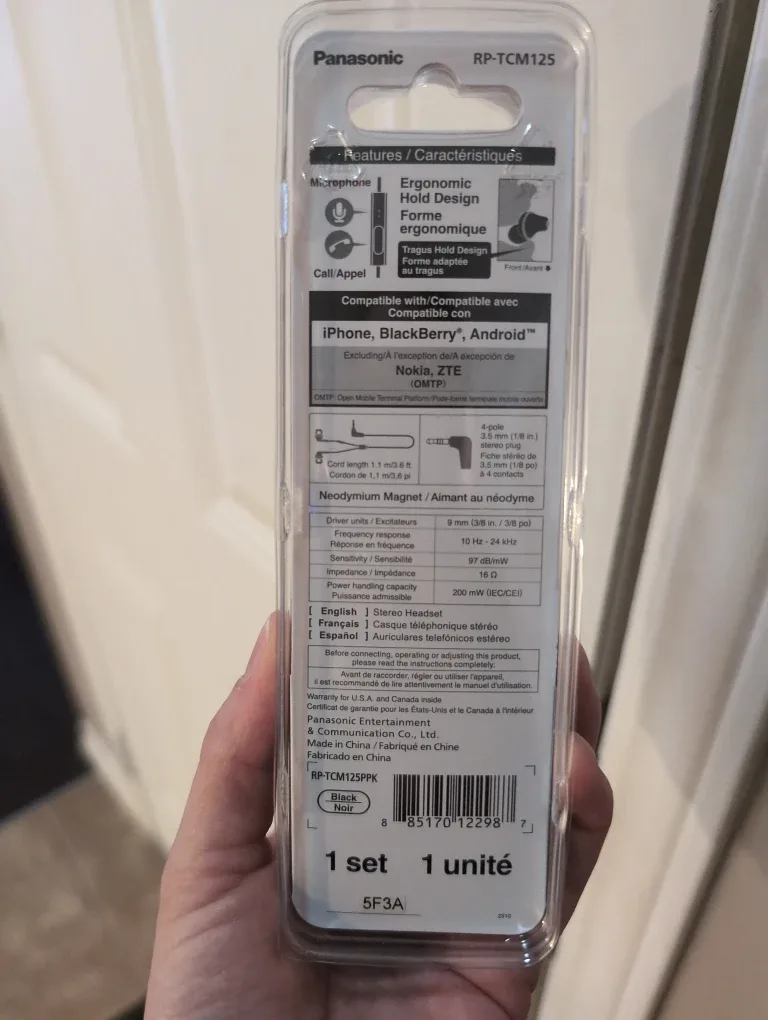 Panasonic RP-TCM125
Features / Caractéristiques
Microphone
Call/Appel
Ergonomic
Hold Design
Forme
ergonomique
Tragus Hold Design
Forme adaptée
au tragus
Front/Avant
Compatible with/Compatible avec
Compatible con
iPhone, BlackBerry®, Android™
Excluding/À l'exception de/A excepción de
Nokia, ZTE
(OMTP)
OMTP: Open Mobile Terminal Platform/Plate-forme terminaux mobile ouverte
Cord length 1.1 m/3.6 ft.
Cordon de 1,1 m/3,6 pi
4-pole
3.5 mm (1/8 in.)
stereo plug
Fiche stéréo de
3,5 mm (1/8 po)
à 4 contacts
Neodymium Magnet / Aimant au néodyme
Driver units / Excitateurs 9 mm (3/8 in. / 3/8 po)
Frequency response
Réponse en fréquence 10 Hz - 24 kHz
Sensitivity / Sensibilité 97 dB/mW
Impedance / Impédance 16 Ω
Power handling capacity
Puissance admissible 200 mW (IEC/CEI)
[ English ] Stereo Headset
[ Français ] Casque téléphonique stéréo
[ Español ] Auriculares telefónicos estéreo
Before connecting, operating or adjusting this product,
please read the instructions completely.
Avant de raccorder, régler ou utiliser l'appareil,
il est recommandé de lire attentivement le manuel d'utilisation.
Warranty for U.S.A. and Canada inside
Certificat de garantie pour les États-Unis et le Canada à l'intérieur
Panasonic Entertainment
& Communication Co., Ltd.
Made in China / Fabriqué en Chine
Fabricado en China
RP-TCM125PPK
Black
Noir
8 85170 12298 7
1 set 1 unité
5F3A